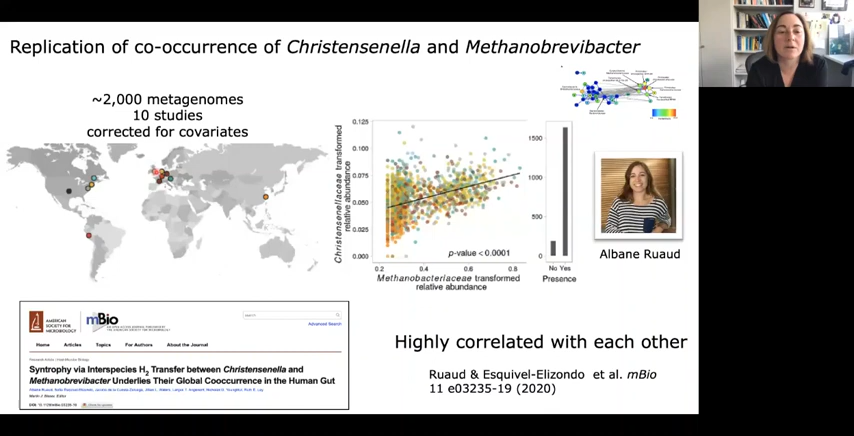 Replication of co-occurrence of Christensenella and Methanobrevibacter
~2,000 metagenomes
10 studies
corrected for covariates
Christensenellaceae transformed
relative abundance
0.125
0.100
0.075
0.050
0.025
0.000
p-value < 0.0001
0.2 0.4 0.6 0.8
Methanobacteriaceae transformed
relative abundance
1500
1000
500
0
No Yes
Presence
Albane Ruaud
AMERICAN
SOCIETY FOR
MICROBIOLOGY
mBio
Advanced Search
Home Articles Topics For Authors About the Journal
Syntrophy via Interspecies H2 Transfer between Christensenella and
Methanobrevibacter Underlies Their Global Cooccurrence in the Human Gut
Highly correlated with each other
Ruaud & Esquivel-Elizondo et al. mBio
11 e03235-19 (2020)